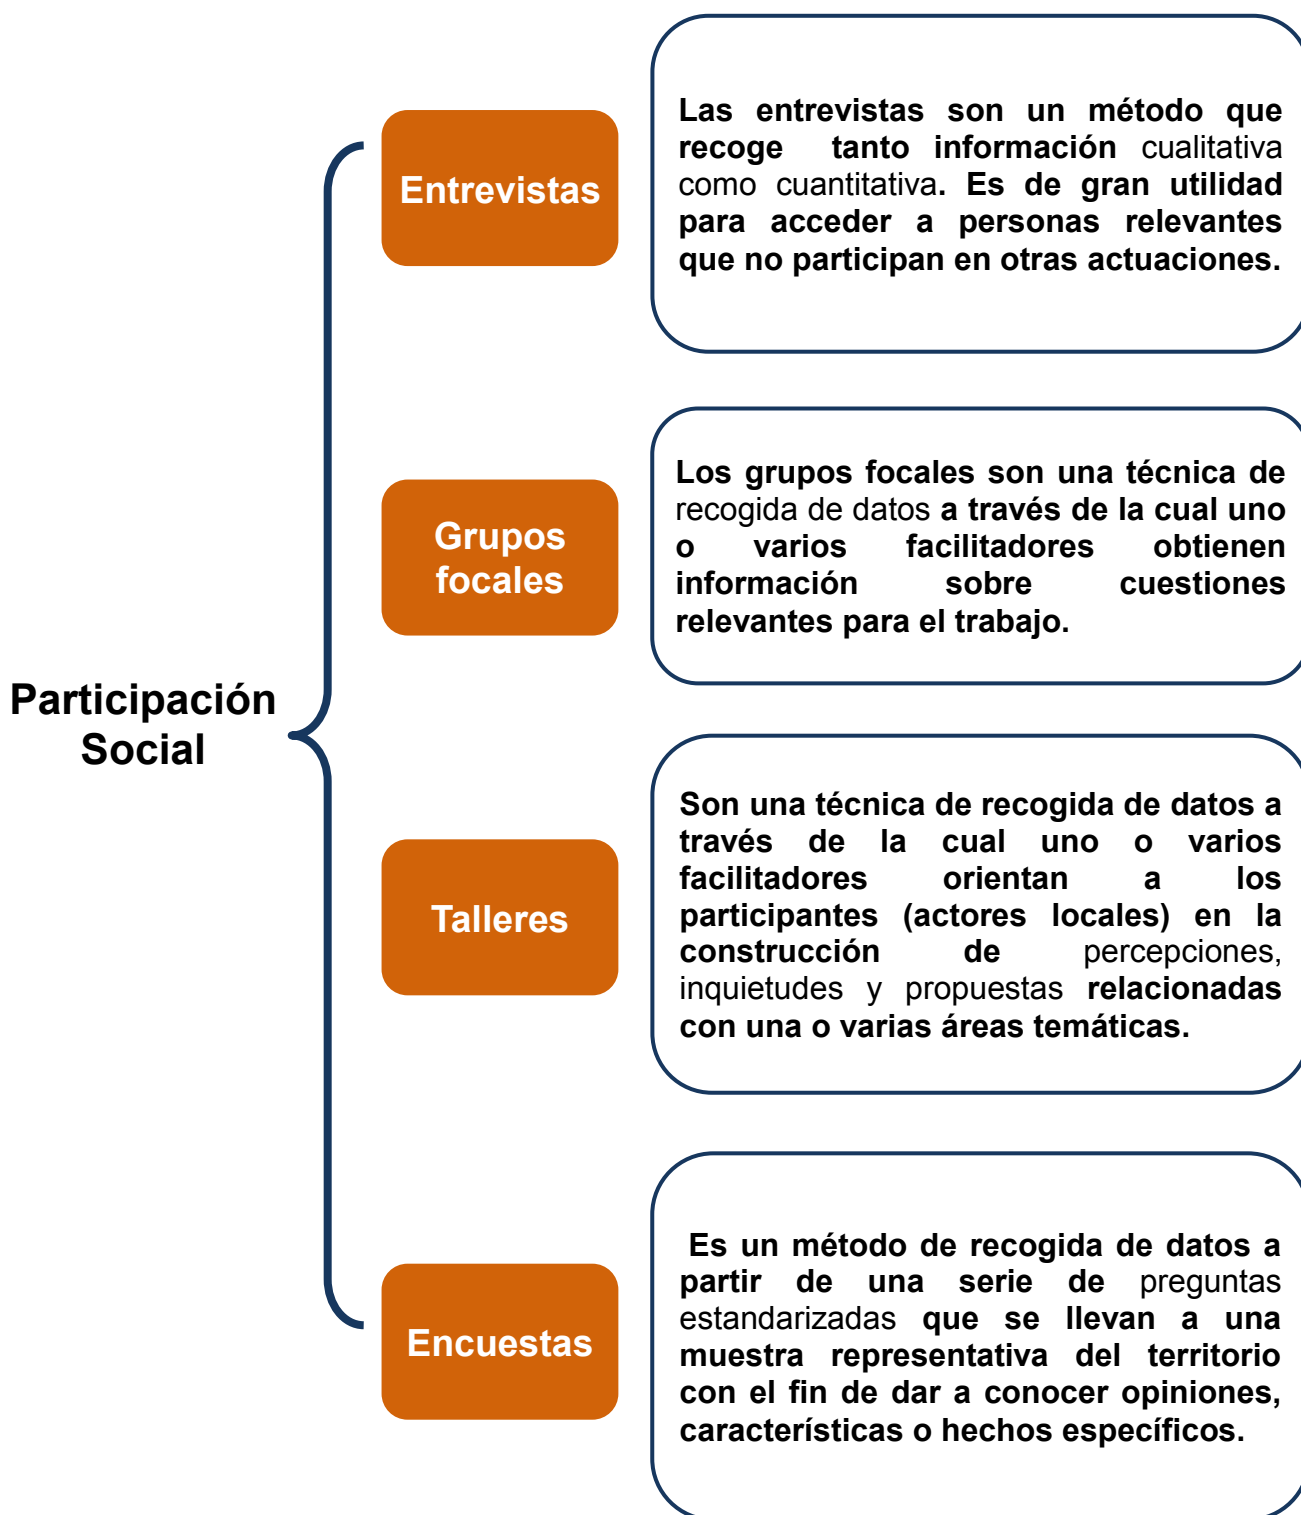 Participación
Social
Entrevistas
Las entrevistas son un método que
recoge tanto información cualitativa
como cuantitativa. Es de gran utilidad
para acceder a personas relevantes
que no participan en otras actuaciones.
Grupos
focales
Los grupos focales son una técnica de
recogida de datos a través de la cual uno
o varios facilitadores obtienen
información sobre cuestiones
relevantes para el trabajo.
Talleres
Son una técnica de recogida de datos a
través de la cual uno o varios
facilitadores orientan a los
participantes (actores locales) en la
construcción de percepciones,
inquietudes y propuestas relacionadas
con una o varias áreas temáticas.
Encuestas
Es un método de recogida de datos a
partir de una serie de preguntas
estandarizadas que se llevan a una
muestra representativa del territorio
con el fin de dar a conocer opiniones,
características o hechos específicos.